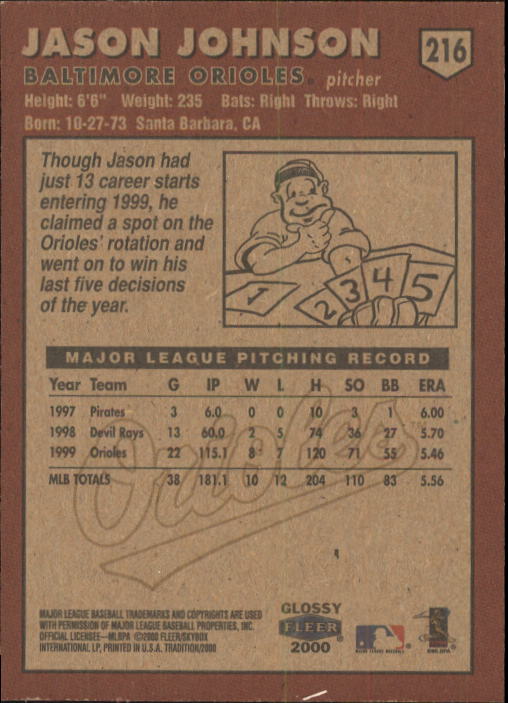 JASON JOHNSON
216
BALTIMORE ORIOLES® pitcher
Height: 6'6" Weight: 235 Bats: Right Throws: Right
Born: 10-27-73 Santa Barbara, CA
Though Jason had
just 13 career starts
entering 1999, he
claimed a spot on the
Orioles' rotation and
went on to win his
last five decisions
of the year.
1 2 3 4 5
MAJOR LEAGUE PITCHING RECORD
Year Team G IP W L H SO BB ERA
1997 Pirates 3 6.0 0 0 10 3 1 6.00
1998 Devil Rays 13 60.0 2 5 74 36 27 5.70
1999 Orioles 22 115.1 8 7 120 71 55 5.46
MLB TOTALS 38 181.1 10 12 204 110 83 5.56
Orioles
MAJOR LEAGUE BASEBALL TRADEMARKS AND COPYRIGHTS ARE USED
WITH PERMISSION OF MAJOR LEAGUE BASEBALL PROPERTIES, INC.
OFFICIAL LICENSEE—MLBPA ©2000 FLEER/SKYBOX
INTERNATIONAL LP, PRINTED IN U.S.A. TRADITION/2000
GLOSSY
FLEER
2000